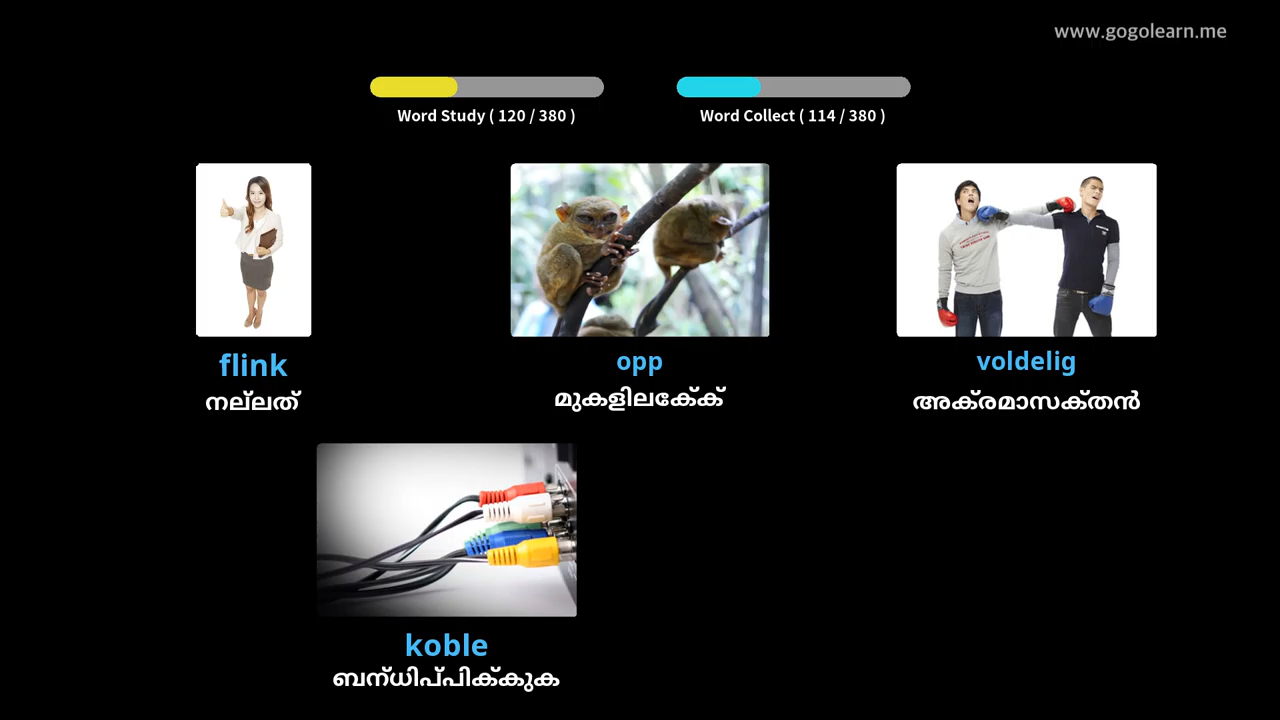 www.gogolearn.me
Word Study ( 120 / 380 )
Word Collect ( 114 / 380 )
flink
നല്ലത്
opp
മുകളിലേക്ക്
voldelig
അക്രമാസക്തൻ
koble
ബന്ധിപ്പിക്കുക